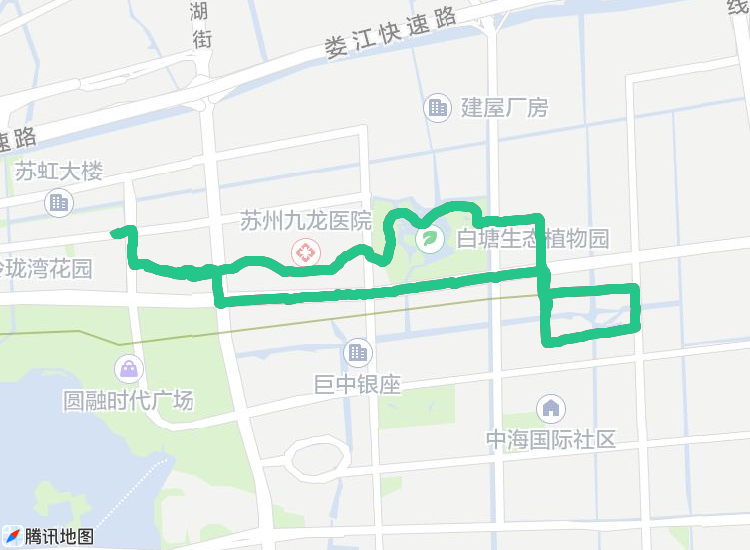 湖街
娄江快速路
线
速路
建屋厂房
苏虹大楼
苏州九龙医院
白塘生态植物园
玲珑湾花园
巨中银座
圆融时代广场
中海国际社区
腾讯地图